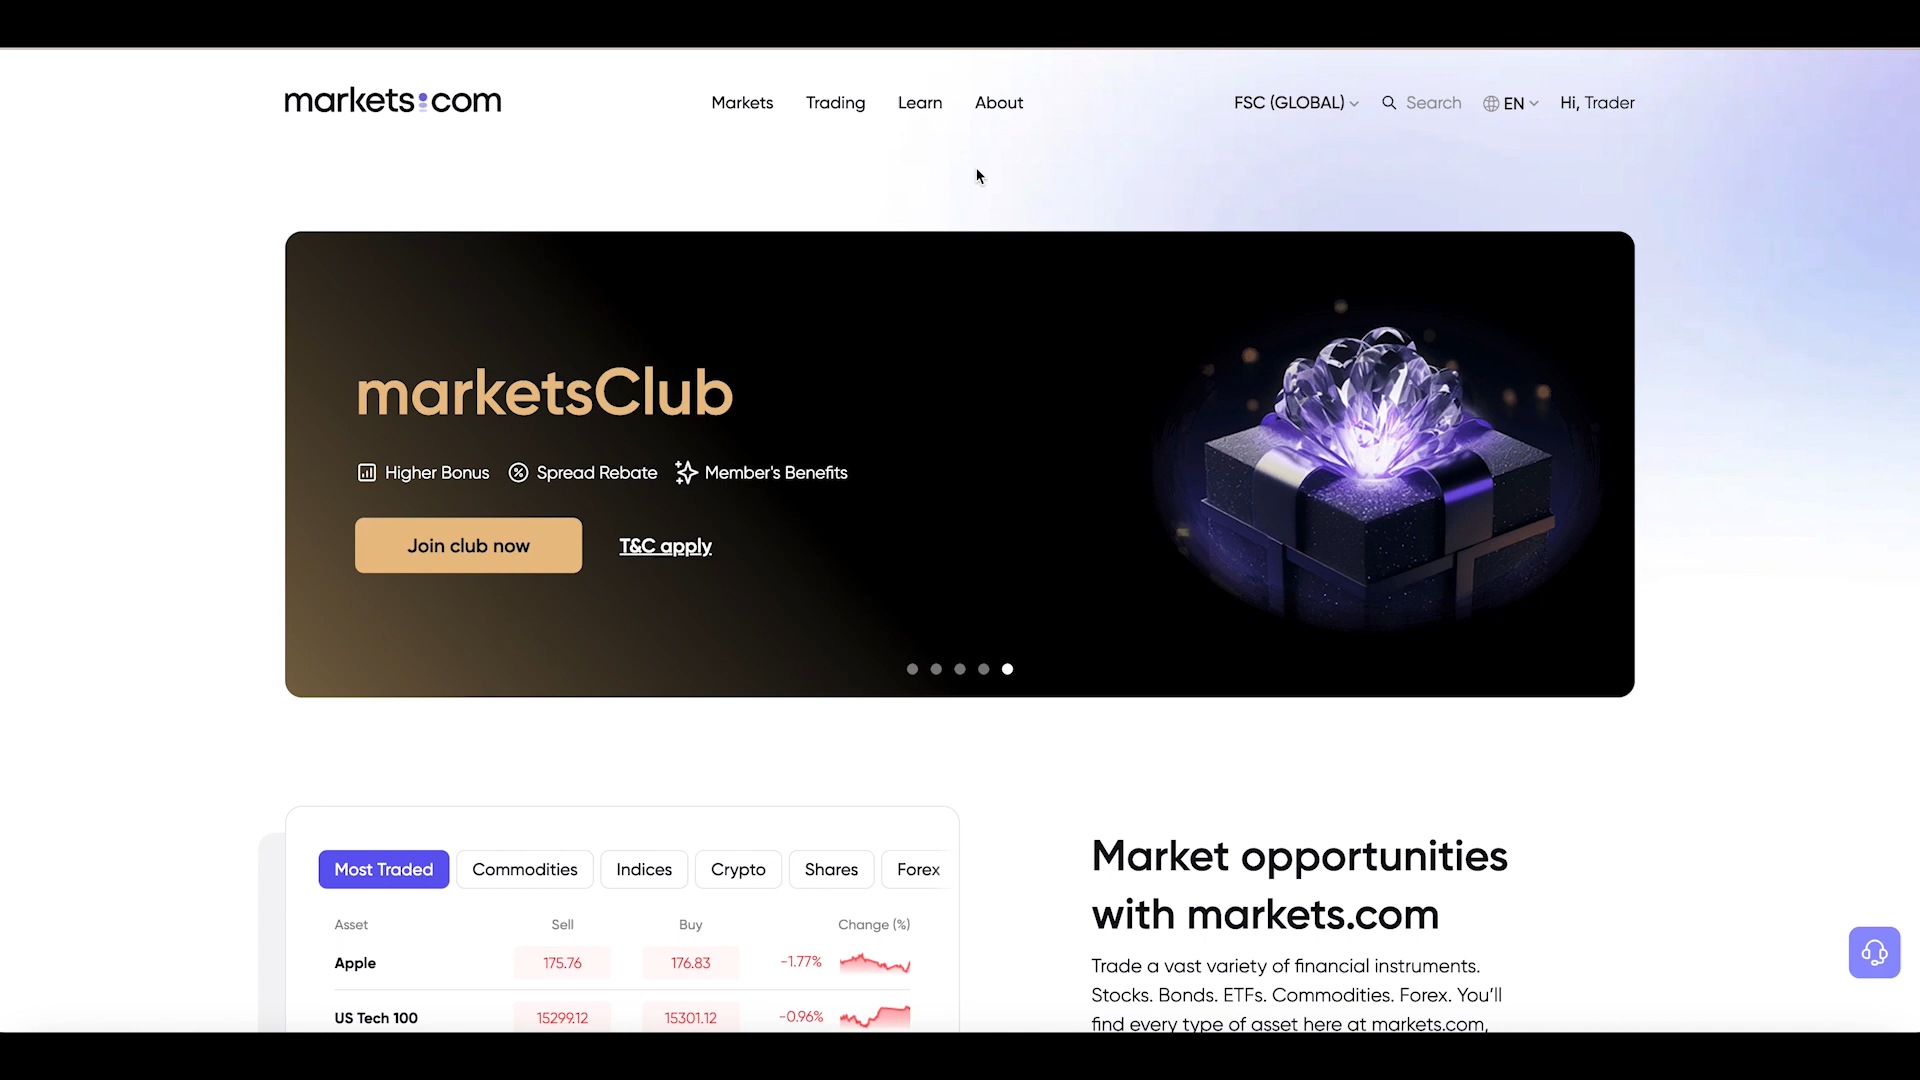 markets:com
Markets Trading Learn About
FSC (GLOBAL) Search EN Hi, Trader
marketsClub
Higher Bonus Spread Rebate Member's Benefits
Join club now T&C apply
Most Traded Commodities Indices Crypto Shares Forex
Asset Sell Buy Change (%)
Apple 175.76 176.83 -1.77%
US Tech 100 15299.12 15301.12 -0.96%
Market opportunities
with markets.com
Trade a vast variety of financial instruments.
Stocks. Bonds. ETFs. Commodities. Forex. You'll
find every type of asset here at markets.com,